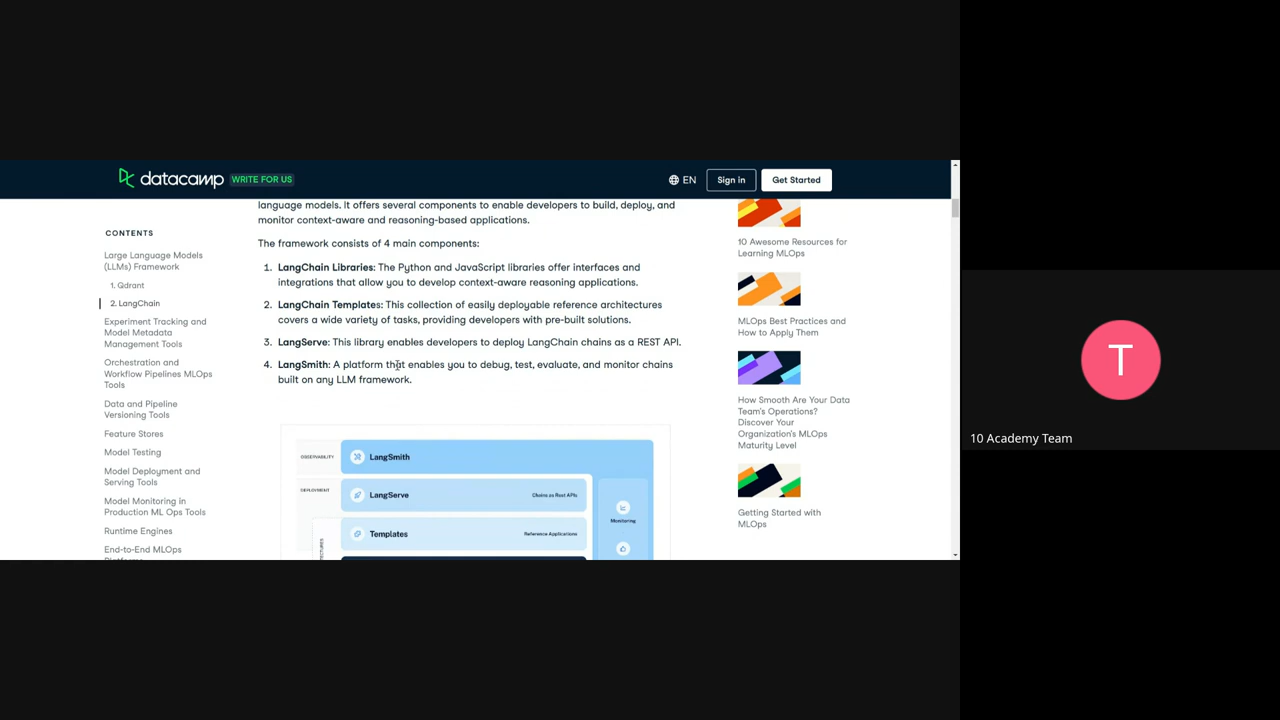 datacamp WRITE FOR US
EN
Sign in
Get Started
CONTENTS
Large Language Models
(LLMs) Framework
1. Qdrant
2. LangChain
Experiment Tracking and
Model Metadata
Management Tools
Orchestration and
Workflow Pipelines MLOps
Tools
Data and Pipeline
Versioning Tools
Feature Stores
Model Testing
Model Deployment and
Serving Tools
Model Monitoring in
Production ML Ops Tools
Runtime Engines
End-to-End MLOps
language models. It offers several components to enable developers to build, deploy, and
monitor context-aware and reasoning-based applications.
The framework consists of 4 main components:
1. LangChain Libraries: The Python and JavaScript libraries offer interfaces and
integrations that allow you to develop context-aware reasoning applications.
2. LangChain Templates: This collection of easily deployable reference architectures
covers a wide variety of tasks, providing developers with pre-built solutions.
3. LangServe: This library enables developers to deploy LangChain chains as a REST API.
4. LangSmith: A platform that enables you to debug, test, evaluate, and monitor chains
built on any LLM framework.
OBSERVABILITY
LangSmith
DEPLOYMENT
LangServe
Chains as Rest APIs
Templates
Reference Applications
Monitoring
10 Awesome Resources for
Learning MLOps
MLOps Best Practices and
How to Apply Them
How Smooth Are Your Data
Team's Operations?
Discover Your
Organization's MLOps
Maturity Level
Getting Started with
MLOps
T
10 Academy Team